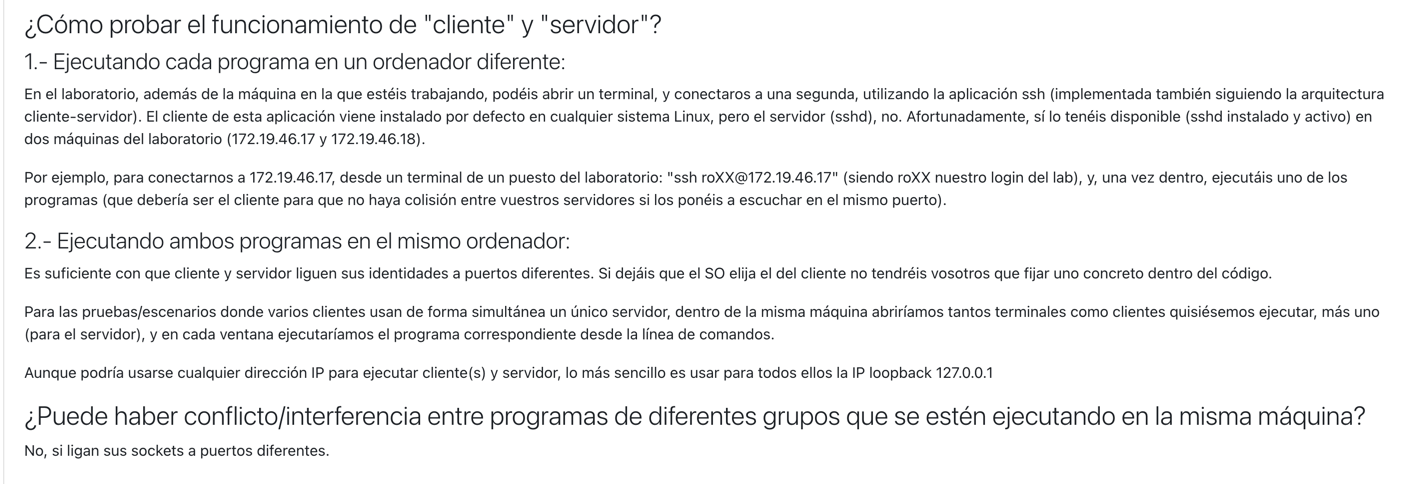 ¿Cómo probar el funcionamiento de "cliente" y "servidor"?
1.- Ejecutando cada programa en un ordenador diferente:
En el laboratorio, además de la máquina en la que estéis trabajando, podéis abrir un terminal, y conectaros a una segunda, utilizando la aplicación ssh (implementada también siguiendo la arquitectura
cliente-servidor). El cliente de esta aplicación viene instalado por defecto en cualquier sistema Linux, pero el servidor (sshd), no. Afortunadamente, sí lo tenéis disponible (sshd instalado y activo) en
dos máquinas del laboratorio (172.19.46.17 y 172.19.46.18).
Por ejemplo, para conectarnos a 172.19.46.17, desde un terminal de un puesto del laboratorio: "ssh roXX@172.19.46.17" (siendo roXX nuestro login del lab), y, una vez dentro, ejecutáis uno de los
programas (que debería ser el cliente para que no haya colisión entre vuestros servidores si los ponéis a escuchar en el mismo puerto).
2.- Ejecutando ambos programas en el mismo ordenador:
Es suficiente con que cliente y servidor liguen sus identidades a puertos diferentes. Si dejáis que el SO elija el del cliente no tendréis vosotros que fijar uno concreto dentro del código.
Para las pruebas/escenarios donde varios clientes usan de forma simultánea un único servidor, dentro de la misma máquina abriríamos tantos terminales como clientes quisiésemos ejecutar, más uno
(para el servidor), y en cada ventana ejecutaríamos el programa correspondiente desde la línea de comandos.
Aunque podría usarse cualquier dirección IP para ejecutar cliente(s) y servidor, lo más sencillo es usar para todos ellos la IP loopback 127.0.0.1
¿Puede haber conflicto/interferencia entre programas de diferentes grupos que se estén ejecutando en la misma máquina?
No, si ligan sus sockets a puertos diferentes.